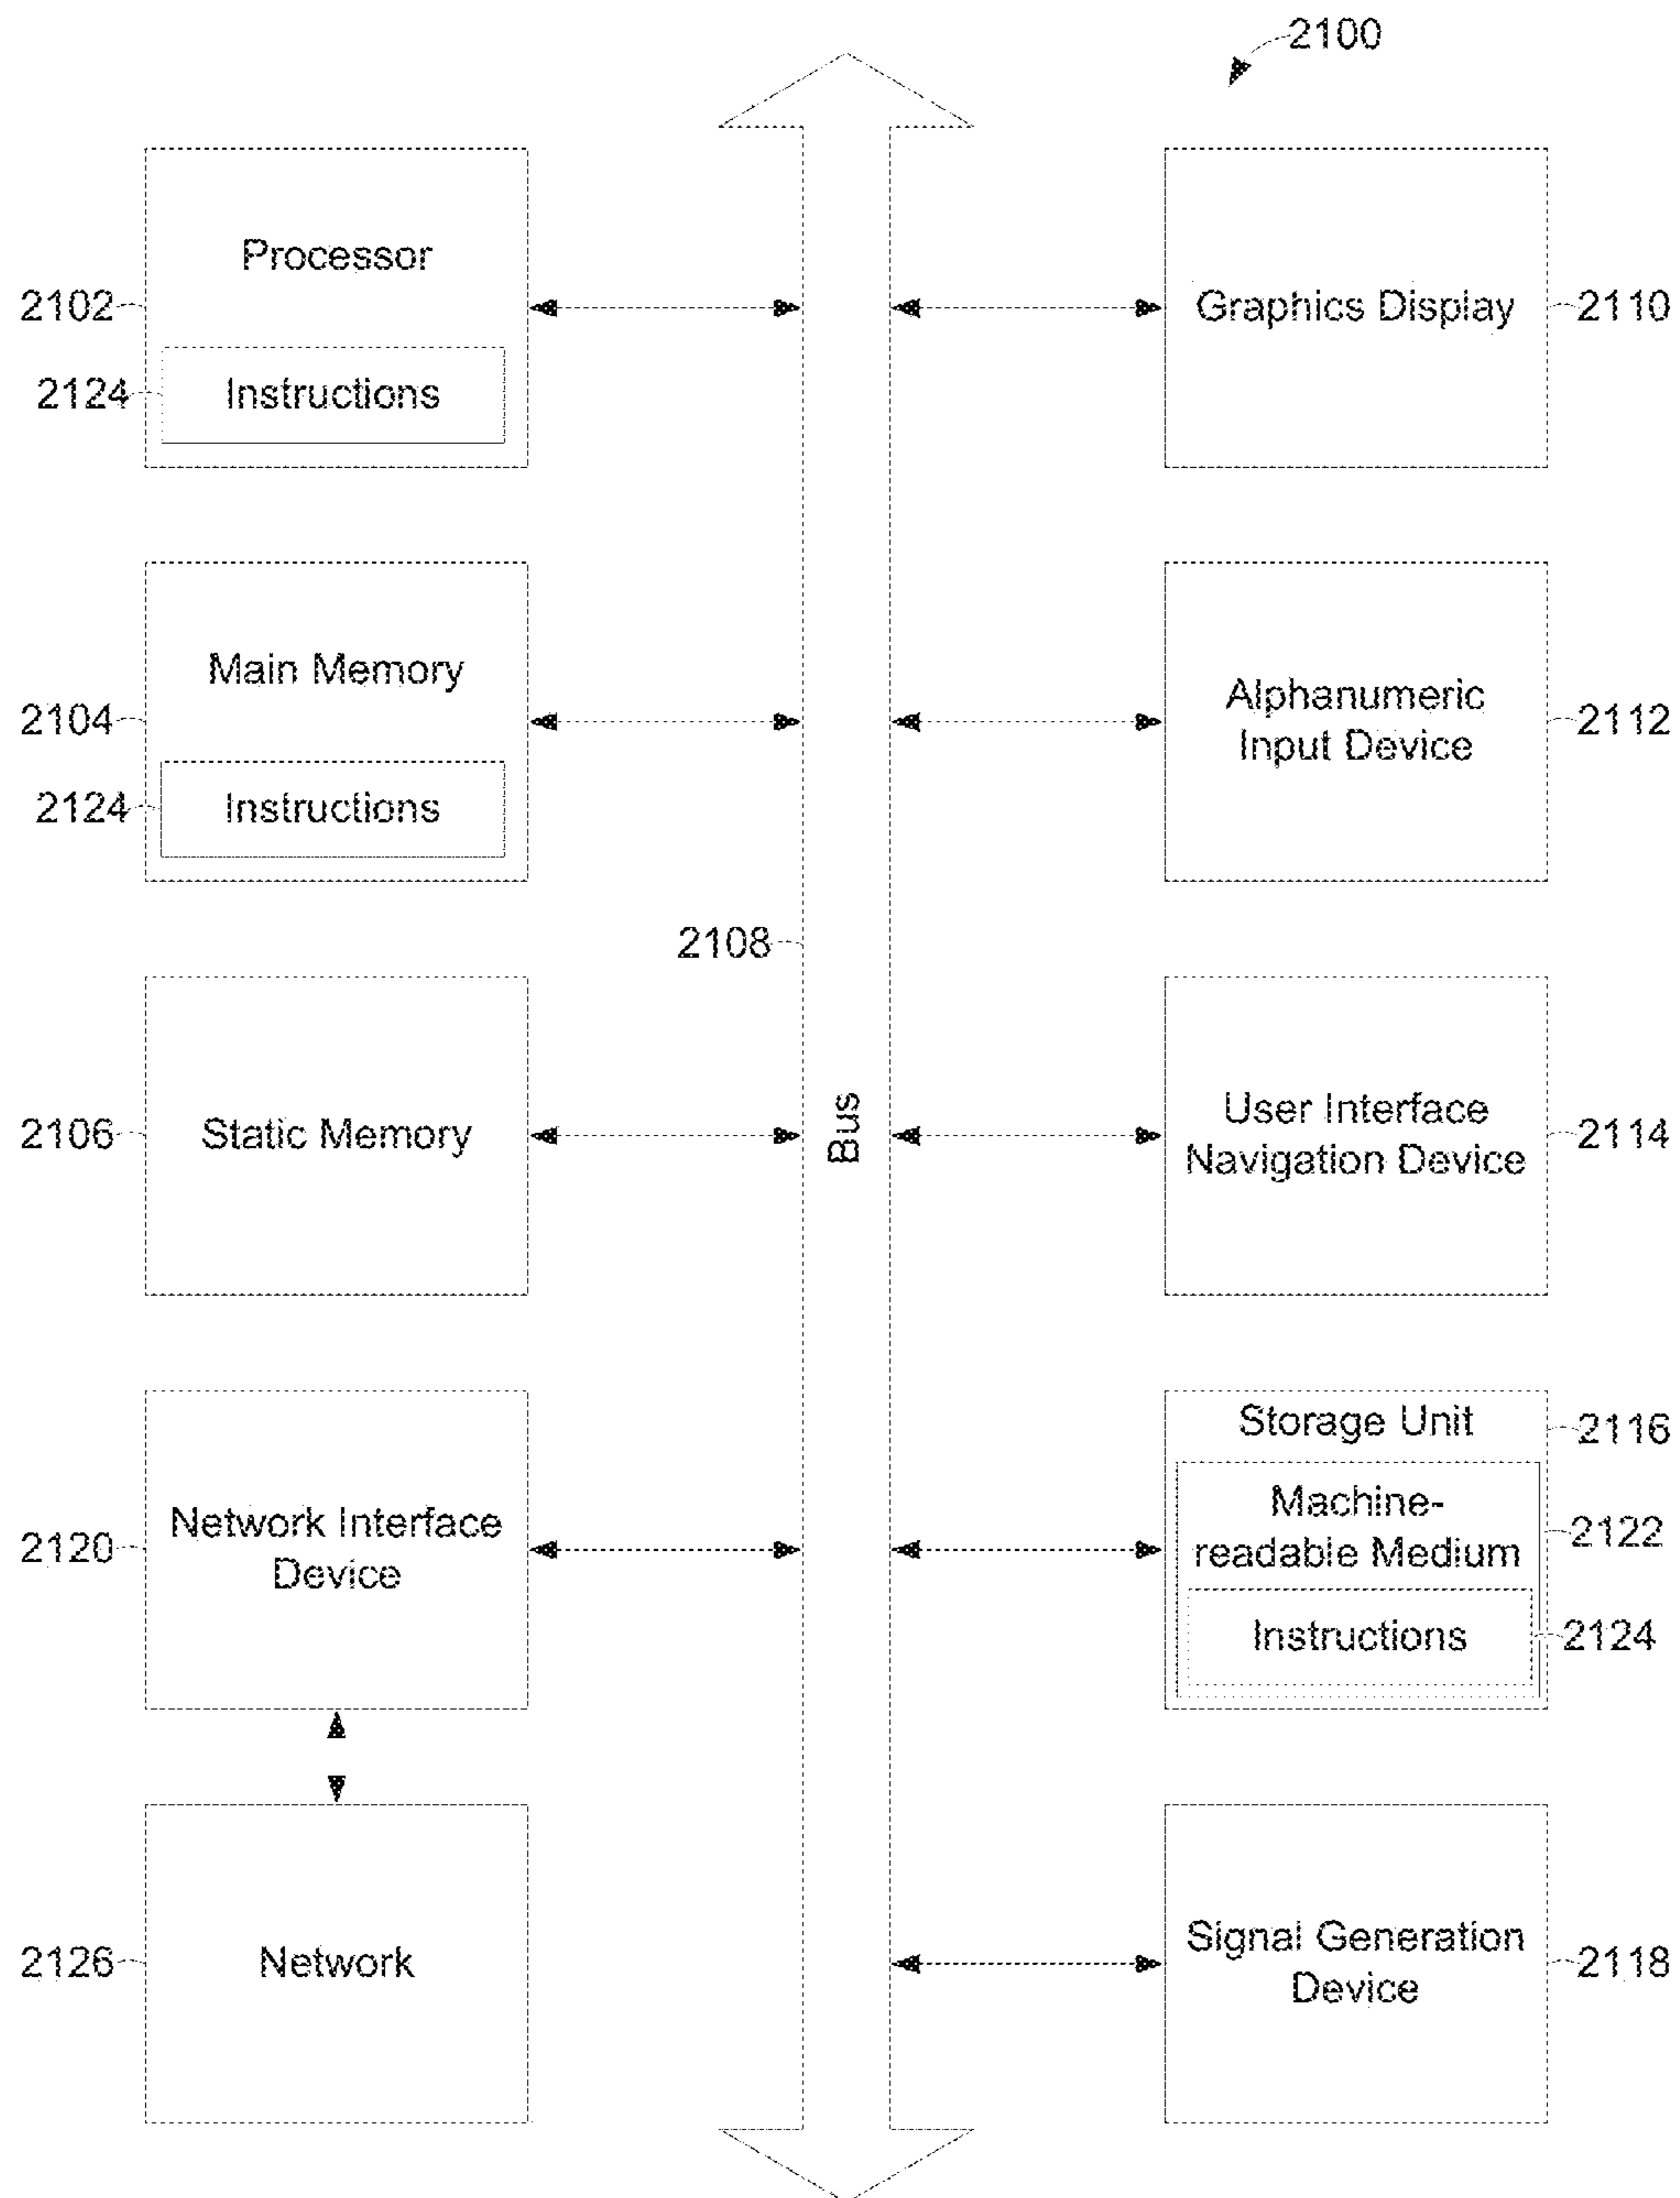 2100
Processor
2102
2124
Instructions
Graphics Display
2110
Main Memory
2104
2124
Instructions
Alphanumeric
Input Device
2112
2108
Bus
Static Memory
2106
User Interface
Navigation Device
2114
Network Interface
Device
2120
Storage Unit
2116
Machine-
readable Medium
2122
Instructions
2124
Network
2126
Signal Generation
Device
2118